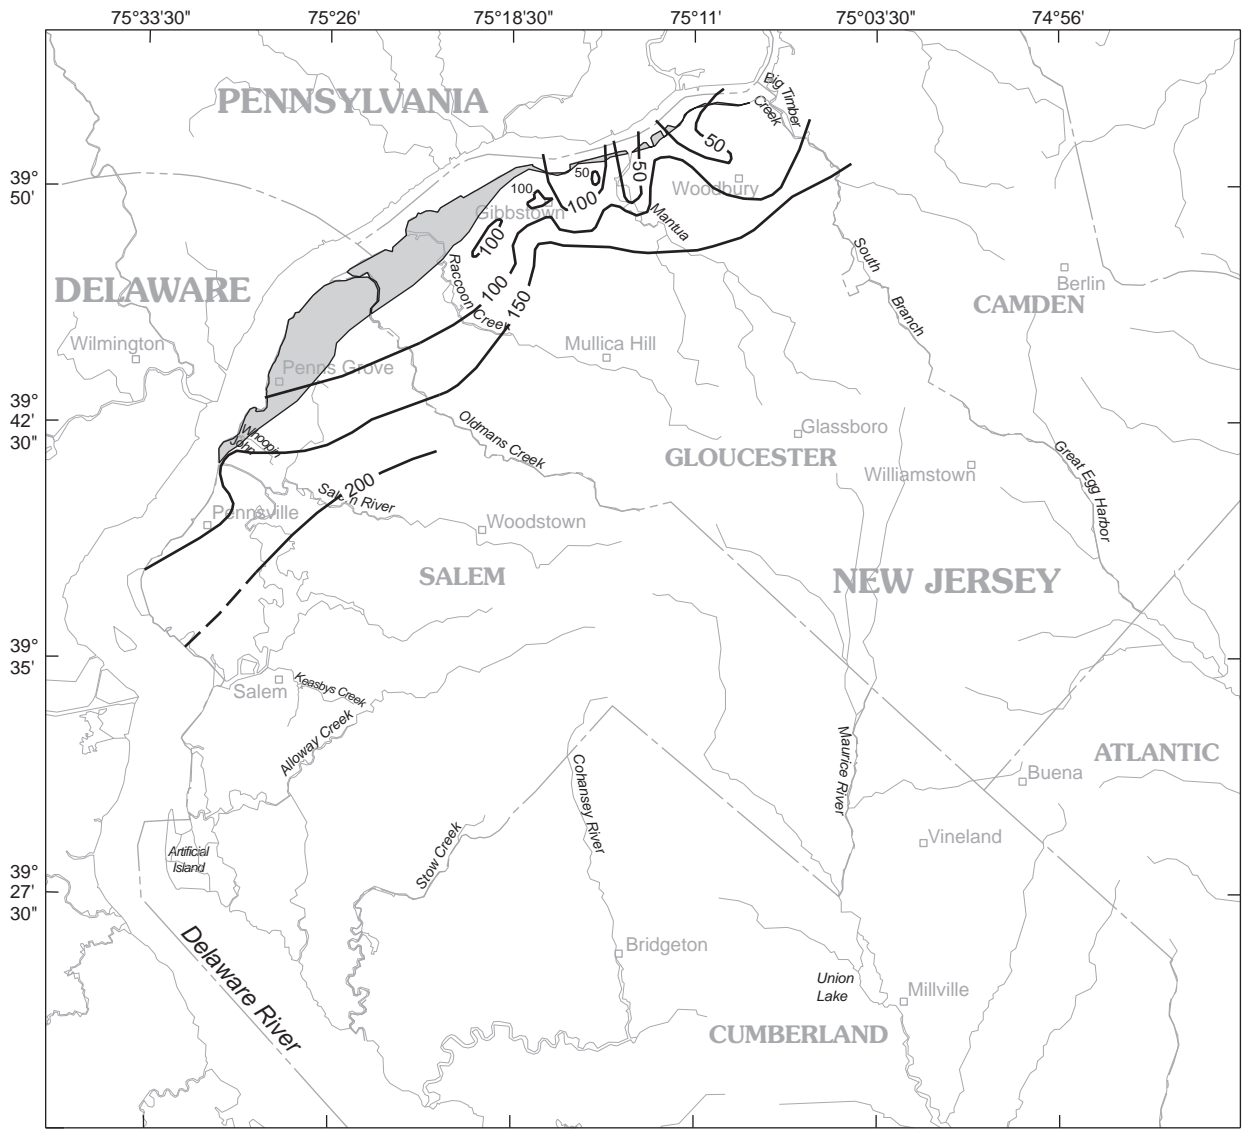 75°33'30" 75°26' 75°18'30" 75°11' 75°03'30" 74°56'
PENNSYLVANIA
Big Timber
Creek
50
50
50
39°
50'
100
Woodbury
Gibbstown
100
Mantua
100
South
Raccoon Creek
DELAWARE
100
150
Berlin
CAMDEN
Branch
Wilmington
Mullica Hill
Penns Grove
39°
42'
30"
Whoopin
John
Oldmans Creek
Glassboro
GLOUCESTER
Williamstown
Great Egg Harbor
200
Salem River
Pennsville
Woodstown
SALEM
NEW JERSEY
39°
35'
Salem
Keasbys Creek
Alloway Creek
Maurice River
ATLANTIC
Cohansey River
Buena
Stow Creek
Vineland
Artificial
Island
39°
27'
30"
Delaware River
Bridgeton
Union
Lake
Millville
CUMBERLAND